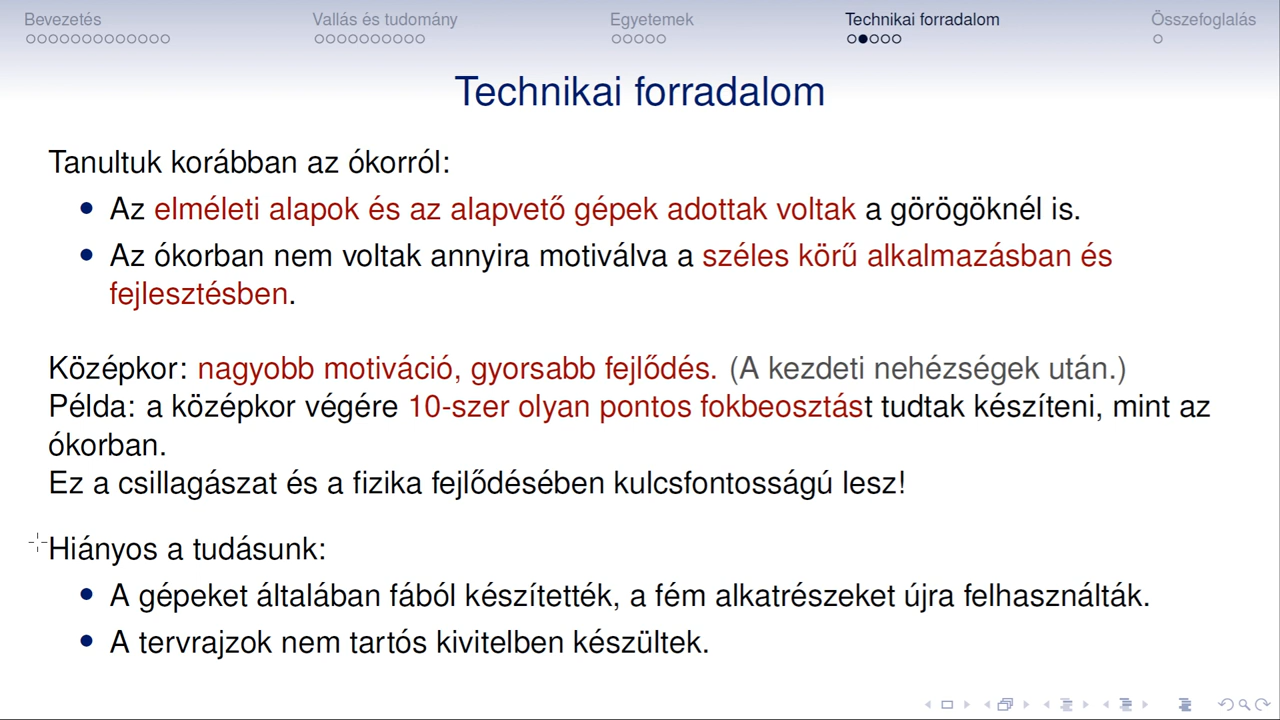 Bevezetés Vallás és tudomány Egyetemek Technikai forradalom Összefoglalás
Technikai forradalom
Tanultuk korábban az ókorról:
Az elméleti alapok és az alapvető gépek adottak voltak a görögöknél is.
Az ókorban nem voltak annyira motiválva a széles körű alkalmazásban és
fejlesztésben.
Középkor: nagyobb motiváció, gyorsabb fejlődés. (A kezdeti nehézségek után.)
Példa: a középkor végére 10-szer olyan pontos fokbeosztást tudtak készíteni, mint az
ókorban.
Ez a csillagászat és a fizika fejlődésében kulcsfontosságú lesz!
Hiányos a tudásunk:
A gépeket általában fából készítették, a fém alkatrészeket újra felhasználták.
A tervrajzok nem tartós kivitelben készültek.